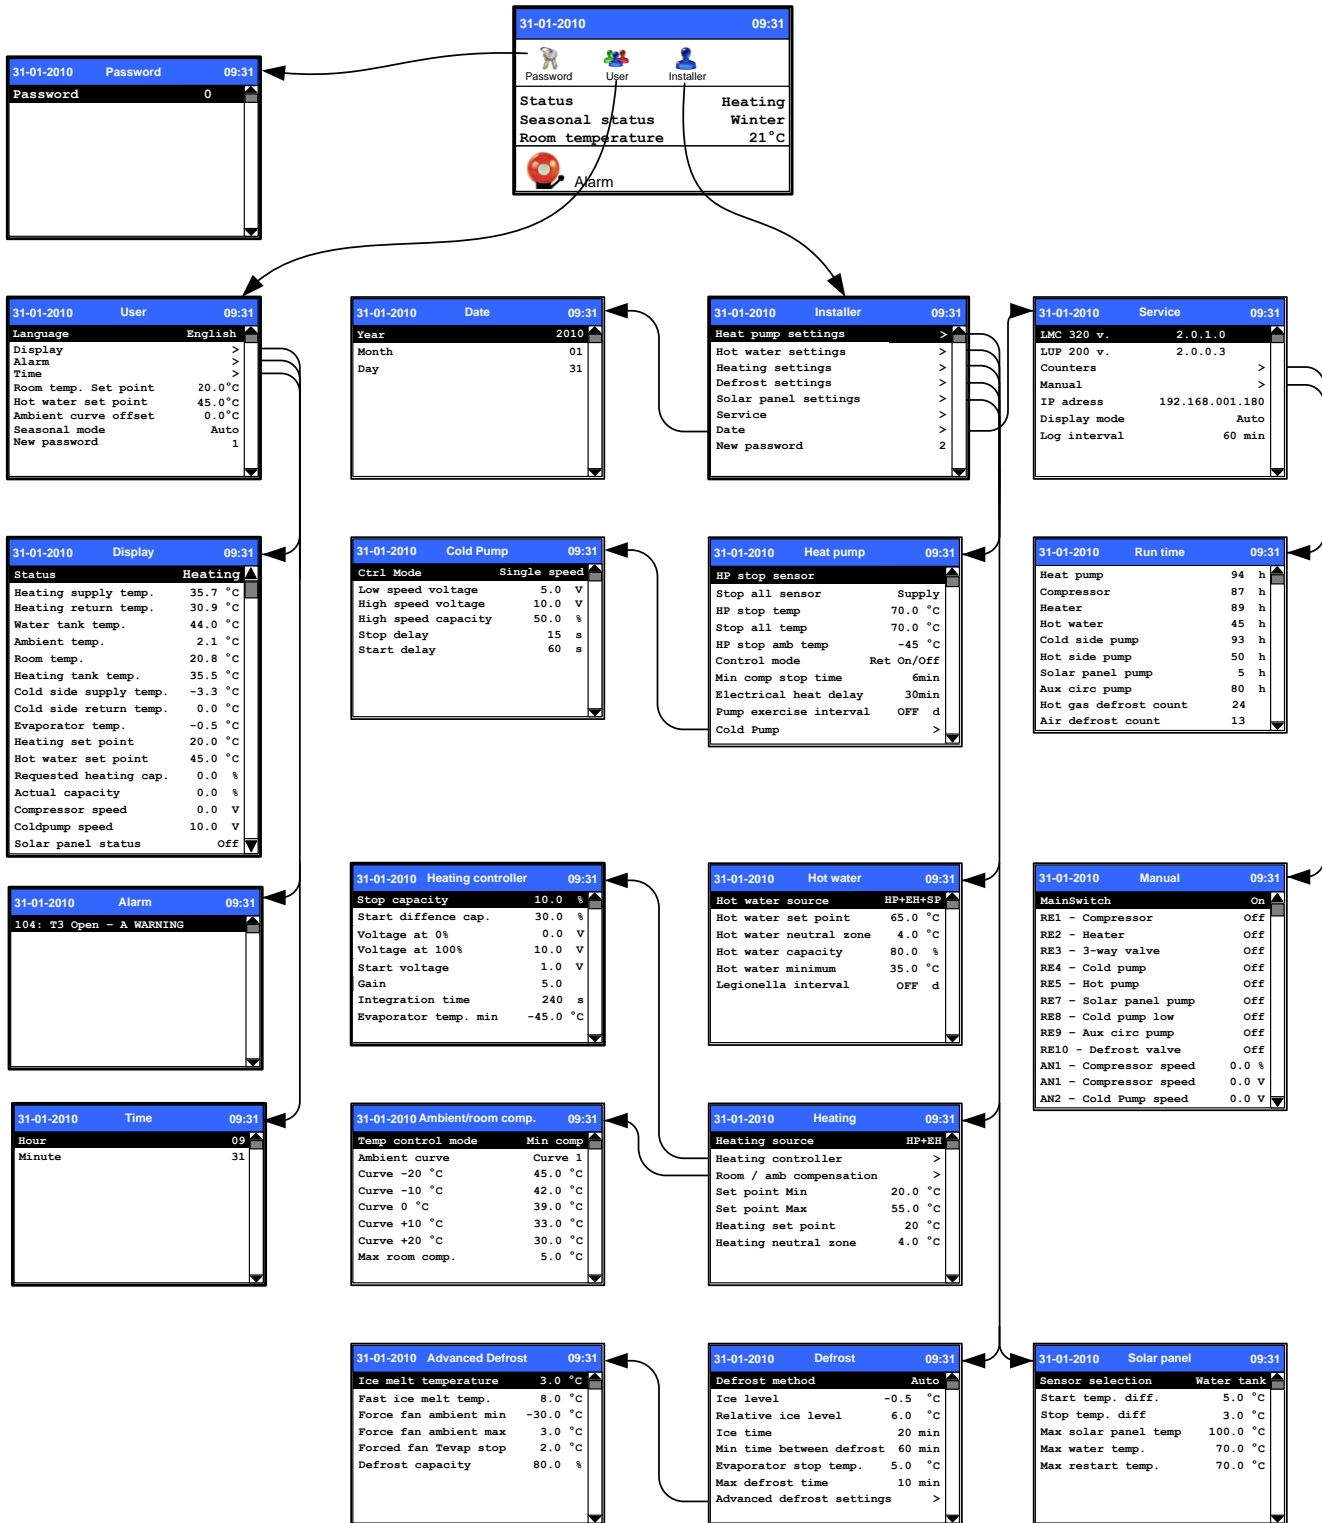 31-01-2010 09:31
Password User Installer
Status Heating
Seasonal status Winter
Room temperature 21°C
Alarm
31-01-2010 Password 09:31
Password 0
31-01-2010 User 09:31
Language English
Display >
Alarm >
Time >
Room temp. Set point 20.0°C
Hot water set point 45.0°C
Ambient curve offset 0.0°C
Seasonal mode Auto
New password 1
31-01-2010 Date 09:31
Year 2010
Month 01
Day 31
31-01-2010 Installer 09:31
Heat pump settings >
Hot water settings >
Heating settings >
Defrost settings >
Solar panel settings >
Service >
Date >
New password 2
31-01-2010 Service 09:31
LMC 320 v. 2.0.1.0
LUP 200 v. 2.0.0.3
Counters >
Manual >
IP adress 192.168.001.180
Display mode Auto
Log interval 60 min
31-01-2010 Display 09:31
Status Heating
Heating supply temp. 35.7 °C
Heating return temp. 30.9 °C
Water tank temp. 44.0 °C
Ambient temp. 2.1 °C
Room temp. 20.8 °C
Heating tank temp. 35.5 °C
Cold side supply temp. -3.3 °C
Cold side return temp. 0.0 °C
Evaporator temp. -0.5 °C
Heating set point 20.0 °C
Hot water set point 45.0 °C
Requested heating cap. 0.0 %
Actual capacity 0.0 %
Compressor speed 0.0 V
Coldpump speed 10.0 V
Solar panel status Off
31-01-2010 Cold Pump 09:31
Ctrl Mode Single speed
Low speed voltage 5.0 V
High speed voltage 10.0 V
High speed capacity 50.0 %
Stop delay 15 s
Start delay 60 s
31-01-2010 Heat pump 09:31
HP stop sensor
Stop all sensor Supply
HP stop temp 70.0 °C
Stop all temp 70.0 °C
HP stop amb temp -45 °C
Control mode Ret On/Off
Min comp stop time 6min
Electrical heat delay 30min
Pump exercise interval OFF d
Cold Pump >
31-01-2010 Run time 09:31
Heat pump 94 h
Compressor 87 h
Heater 89 h
Hot water 45 h
Cold side pump 93 h
Hot side pump 50 h
Solar panel pump 5 h
Aux circ pump 80 h
Hot gas defrost count 24
Air defrost count 13
31-01-2010 Alarm 09:31
104: T3 Open - A WARNING
31-01-2010 Heating controller 09:31
Stop capacity 10.0 %
Start diffence cap. 30.0 %
Voltage at 0% 0.0 V
Voltage at 100% 10.0 V
Start voltage 1.0 V
Gain 5.0
Integration time 240 s
Evaporator temp. min -45.0 °C
31-01-2010 Hot water 09:31
Hot water source HP+EH+SP
Hot water set point 65.0 °C
Hot water neutral zone 4.0 °C
Hot water capacity 80.0 %
Hot water minimum 35.0 °C
Legionella interval OFF d
31-01-2010 Manual 09:31
MainSwitch On
RE1 - Compressor Off
RE2 - Heater Off
RE3 - 3-way valve Off
RE4 - Cold pump Off
RE5 - Hot pump Off
RE7 - Solar panel pump Off
RE8 - Cold pump low Off
RE9 - Aux circ pump Off
RE10 - Defrost valve Off
AN1 - Compressor speed 0.0 %
AN1 - Compressor speed 0.0 V
AN2 - Cold Pump speed 0.0 V
31-01-2010 Time 09:31
Hour 09
Minute 31
31-01-2010 Ambient/room comp. 09:31
Temp control mode Min comp
Ambient curve Curve 1
Curve -20 °C 45.0 °C
Curve -10 °C 42.0 °C
Curve 0 °C 39.0 °C
Curve +10 °C 33.0 °C
Curve +20 °C 30.0 °C
Max room comp. 5.0 °C
31-01-2010 Heating 09:31
Heating source HP+EH
Heating controller >
Room / amb compensation >
Set point Min 20.0 °C
Set point Max 55.0 °C
Heating set point 20 °C
Heating neutral zone 4.0 °C
31-01-2010 Advanced Defrost 09:31
Ice melt temperature 3.0 °C
Fast ice melt temp. 8.0 °C
Force fan ambient min -30.0 °C
Force fan ambient max 3.0 °C
Forced fan Tevap stop 2.0 °C
Defrost capacity 80.0 %
31-01-2010 Defrost 09:31
Defrost method Auto
Ice level -0.5 °C
Relative ice level 6.0 °C
Ice time 20 min
Min time between defrost 60 min
Evaporator stop temp. 5.0 °C
Max defrost time 10 min
Advanced defrost settings >
31-01-2010 Solar panel 09:31
Sensor selection Water tank
Start temp. diff. 5.0 °C
Stop temp. diff 3.0 °C
Max solar panel temp 100.0 °C
Max water temp. 70.0 °C
Max restart temp. 70.0 °C